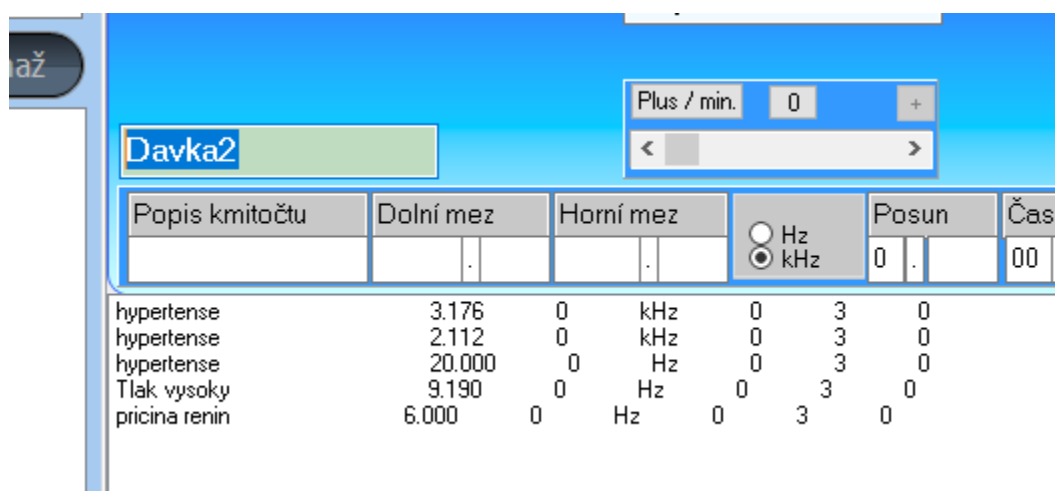 až
Plus / min. 0 +
Davka2
Popis kmitočtu Dolní mez Horní mez Hz kHz Posun Čas
. . 0 . 00
hypertense 3.176 0 kHz 0 3 0
hypertense 2.112 0 kHz 0 3 0
hypertense 20.000 0 Hz 0 3 0
Tlak vysoky 9.190 0 Hz 0 3 0
pricina renin 6.000 0 Hz 0 3 0